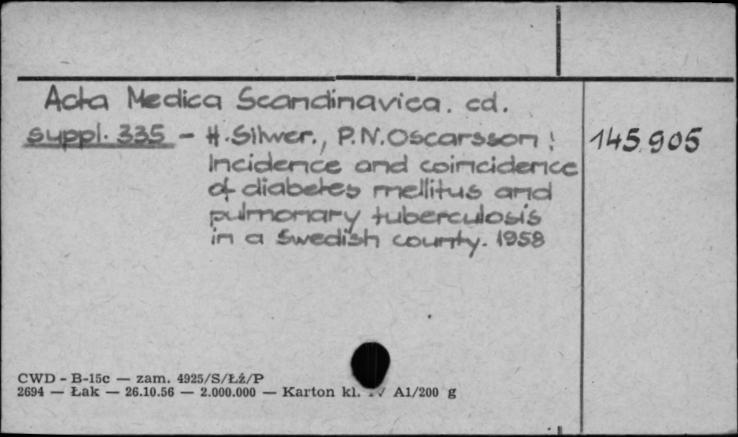 Acta Medica Scandinavica. cd.
suppl. 335 - H. Silwer., P.N. Oscarsson: 145.905
Incidence and coincidence
of diabetes mellitus and
pulmonary tuberculosis
in a Swedish county. 1958
CWD - B-15c — zam. 4925/S/Łź/P
2694 — Łak — 26.10.56 — 2.000.000 — Karton kl. A1/200 g